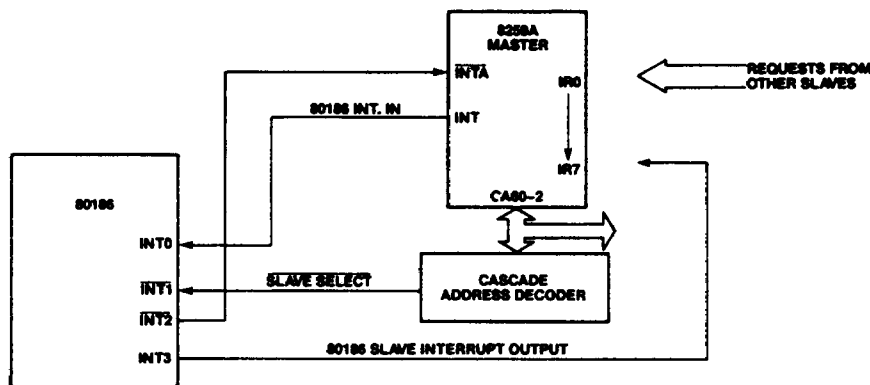 8259A
MASTER
INTA
IR0
REQUESTS FROM
OTHER SLAVES
80186 INT. IN
INT
IR7
80186
CAS0-2
INT0
SLAVE SELECT
CASCADE
ADDRESS DECODER
INT1
INT2
INT3
80186 SLAVE INTERRUPT OUTPUT